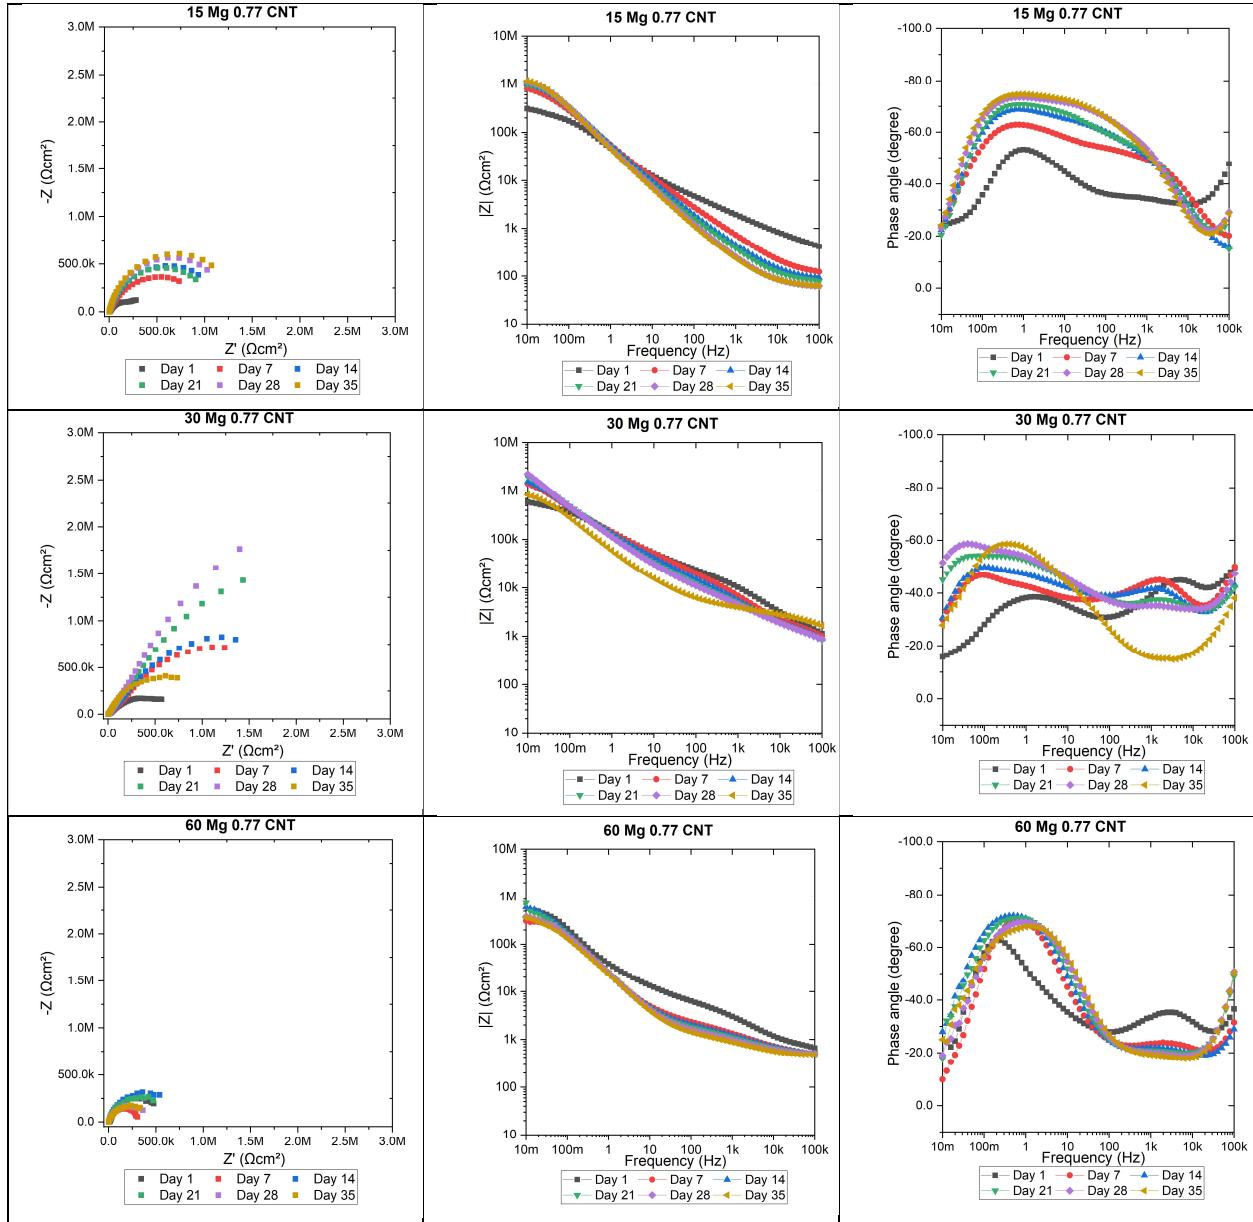 15 Mg 0.77 CNT
3.0M
2.5M
2.0M
1.5M
1.0M
500.0k
0.0
-Z (Ωcm²)
0.0 500.0k 1.0M 1.5M 2.0M 2.5M 3.0M
Z' (Ωcm²)
Day 1 Day 7 Day 14
Day 21 Day 28 Day 35
15 Mg 0.77 CNT
10M
1M
100k
10k
1k
100
10
|Z| (Ωcm²)
10m 100m 1 10 100 1k 10k 100k
Frequency (Hz)
Day 1 Day 7 Day 14
Day 21 Day 28 Day 35
15 Mg 0.77 CNT
-100.0
-80.0
-60.0
-40.0
-20.0
0.0
Phase angle (degree)
10m 100m 1 10 100 1k 10k 100k
Frequency (Hz)
Day 1 Day 7 Day 14
Day 21 Day 28 Day 35
30 Mg 0.77 CNT
3.0M
2.5M
2.0M
1.5M
1.0M
500.0k
0.0
-Z (Ωcm²)
0.0 500.0k 1.0M 1.5M 2.0M 2.5M 3.0M
Z' (Ωcm²)
Day 1 Day 7 Day 14
Day 21 Day 28 Day 35
30 Mg 0.77 CNT
10M
1M
100k
10k
1k
100
10
|Z| (Ωcm²)
10m 100m 1 10 100 1k 10k 100k
Frequency (Hz)
Day 1 Day 7 Day 14
Day 21 Day 28 Day 35
30 Mg 0.77 CNT
-100.0
-80.0
-60.0
-40.0
-20.0
0.0
Phase angle (degree)
10m 100m 1 10 100 1k 10k 100k
Frequency (Hz)
Day 1 Day 7 Day 14
Day 21 Day 28 Day 35
60 Mg 0.77 CNT
3.0M
2.5M
2.0M
1.5M
1.0M
500.0k
0.0
-Z (Ωcm²)
0.0 500.0k 1.0M 1.5M 2.0M 2.5M 3.0M
Z' (Ωcm²)
Day 1 Day 7 Day 14
Day 21 Day 28 Day 35
60 Mg 0.77 CNT
10M
1M
100k
10k
1k
100
10
|Z| (Ωcm²)
10m 100m 1 10 100 1k 10k 100k
Frequency (Hz)
Day 1 Day 7 Day 14
Day 21 Day 28 Day 35
60 Mg 0.77 CNT
-100.0
-80.0
-60.0
-40.0
-20.0
0.0
Phase angle (degree)
10m 100m 1 10 100 1k 10k 100k
Frequency (Hz)
Day 1 Day 7 Day 14
Day 21 Day 28 Day 35